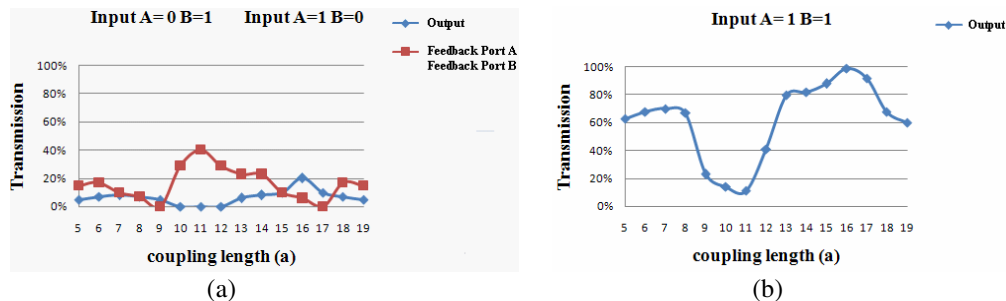 Input A= 0 B=1 Input A=1 B=0
Output
Feedback Port A
Feedback Port B
Transmission
100%
80%
60%
40%
20%
0%
5 6 7 8 9 10 11 12 13 14 15 16 17 18 19
coupling length (a)
(a)
Input A= 1 B=1
Output
Transmission
100%
80%
60%
40%
20%
0%
5 6 7 8 9 10 11 12 13 14 15 16 17 18 19
coupling length (a)
(b)